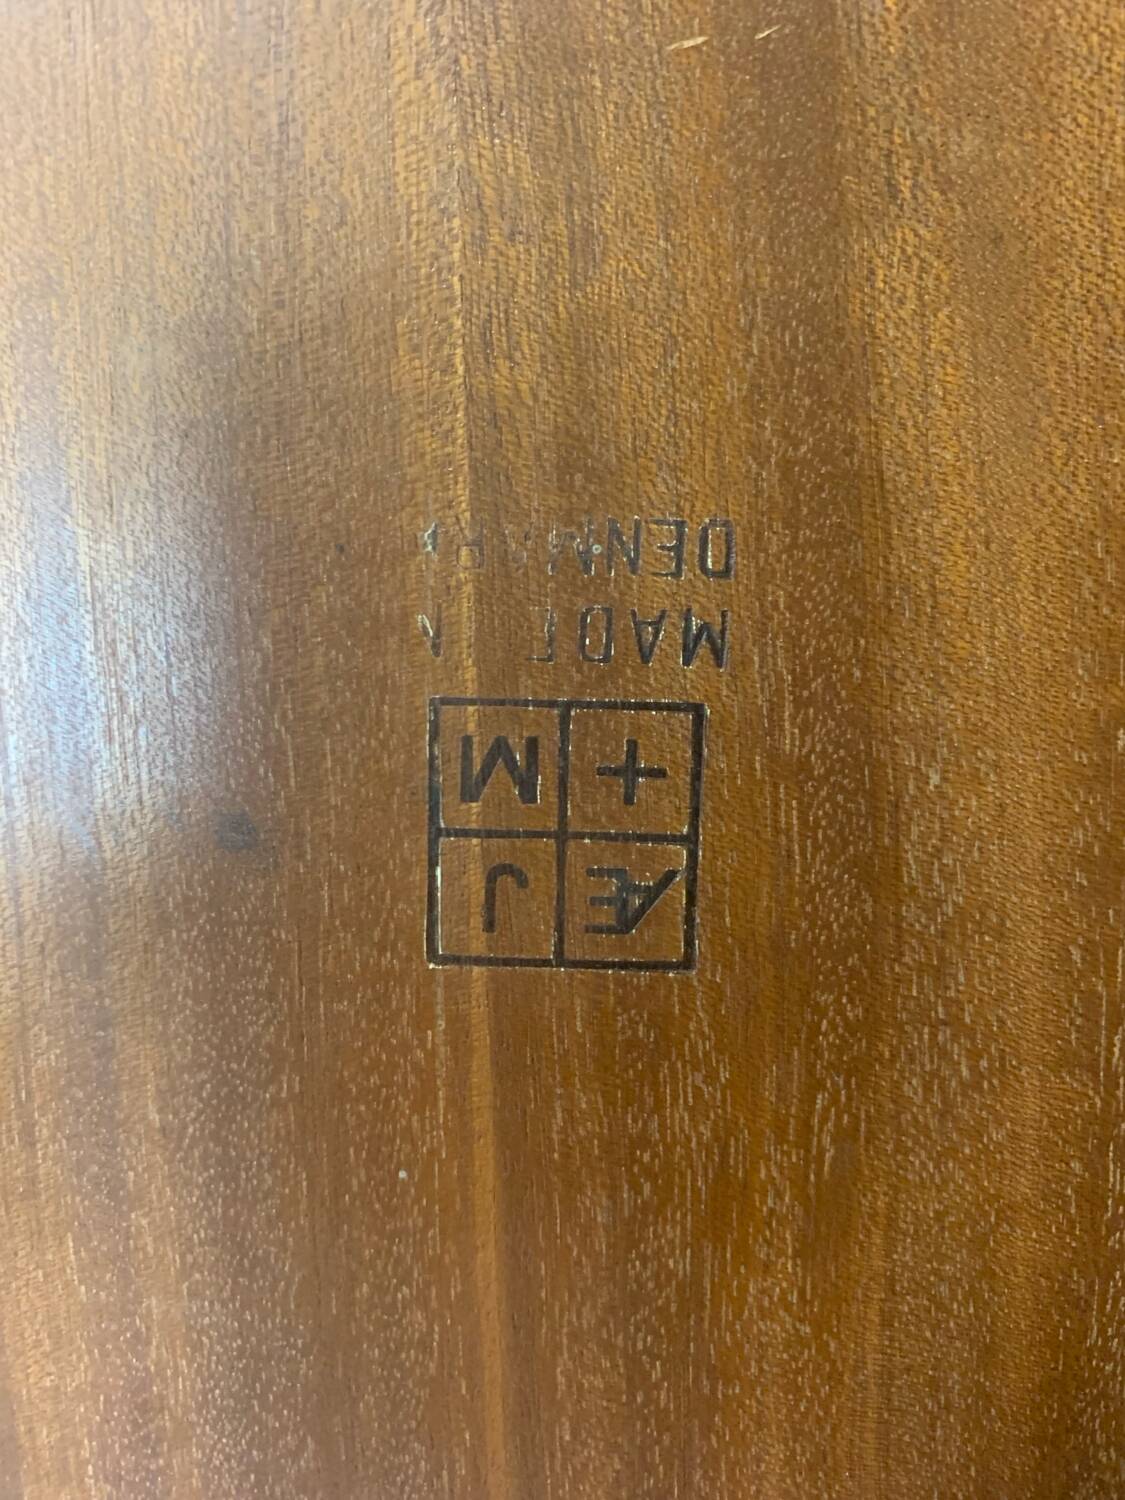 Æ J
+ M
MADE IN
DENMARK